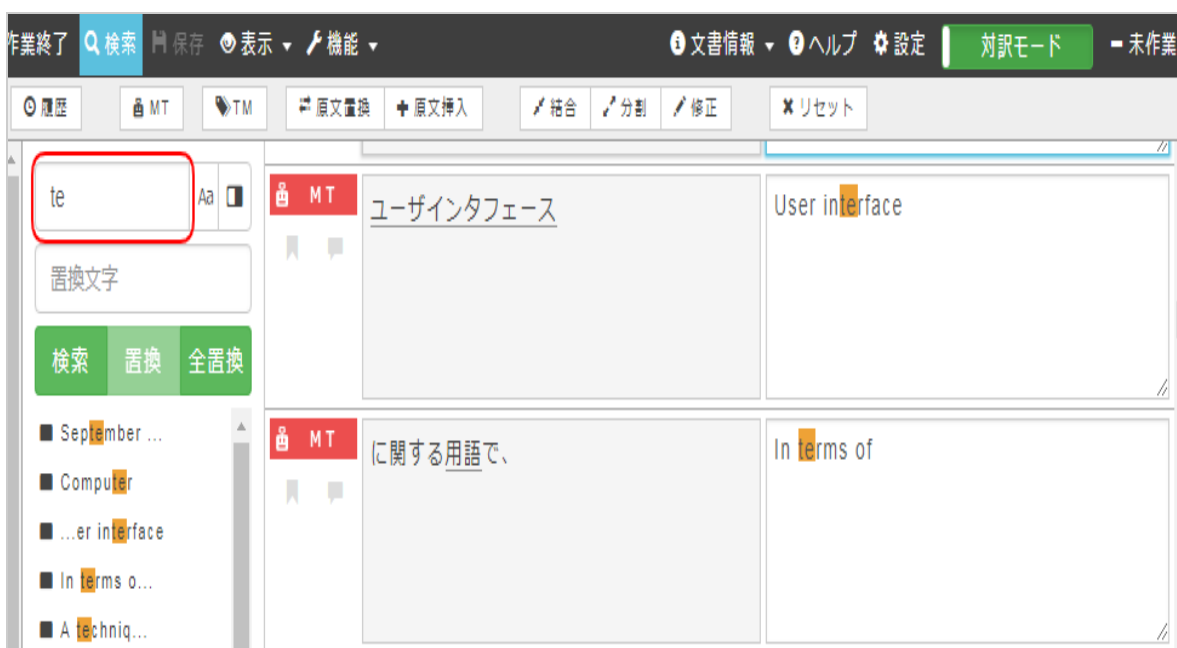 作業終了 検索 保存 表示 機能 文書情報 ヘルプ 設定 対訳モード 未作業
履歴 MT TM 原文置換 原文挿入 結合 分割 修正 リセット
te Aa
置換文字
検索 置換 全置換
September ...
Computer
...er interface
In terms o...
A techniq...
MT ユーザインタフェース User interface
MT に関する用語で、 In terms of